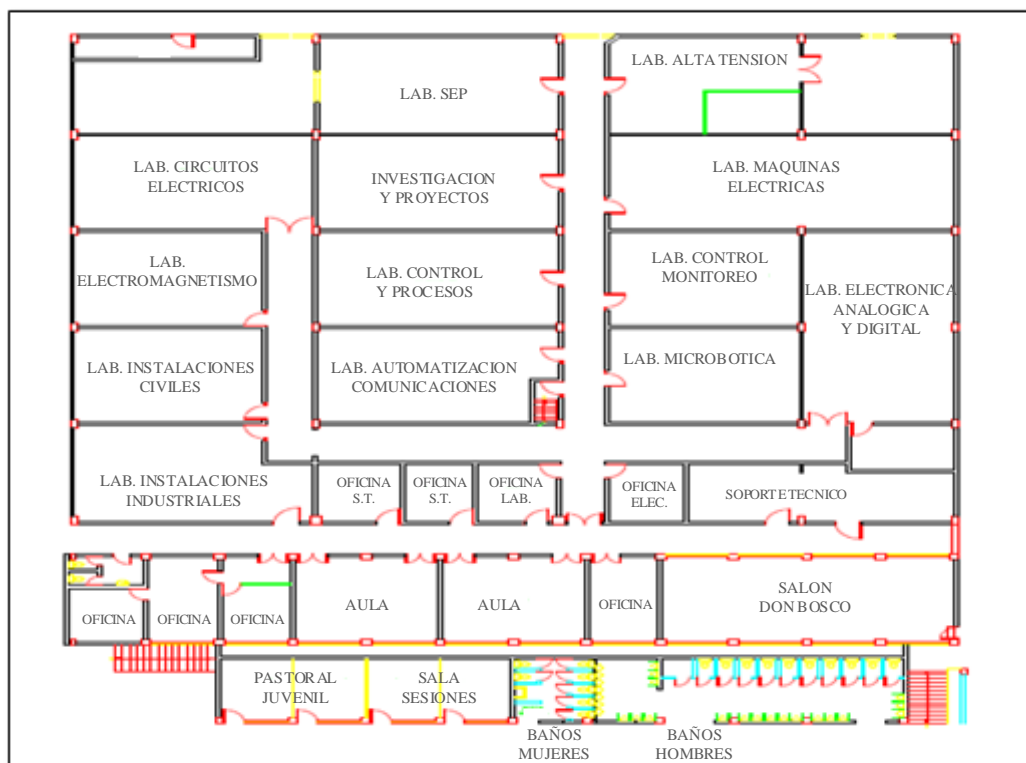 LAB. ALTA TENSION
LAB. SEP
LAB. CIRCUITOS
ELECTRICOS
INVESTIGACION
Y PROYECTOS
LAB. MAQUINAS
ELECTRICAS
LAB.
ELECTROMAGNETISMO
LAB. CONTROL
Y PROCESOS
LAB. CONTROL
MONITOREO
LAB. ELECTRONICA
ANALOGICA
Y DIGITAL
LAB. INSTALACIONES
CIVILES
LAB. AUTOMATIZACION
COMUNICACIONES
LAB. MICROBOTICA
LAB. INSTALACIONES
INDUSTRIALES
OFICINA
S.T.
OFICINA
S.T.
OFICINA
LAB.
OFICINA
ELEC.
SOPORTE TECNICO
OFICINA
OFICINA
OFICINA
AULA
AULA
OFICINA
SALON
DON BOSCO
PASTORAL
JUVENIL
SALA
SESIONES
BAÑOS
MUJERES
BAÑOS
HOMBRES